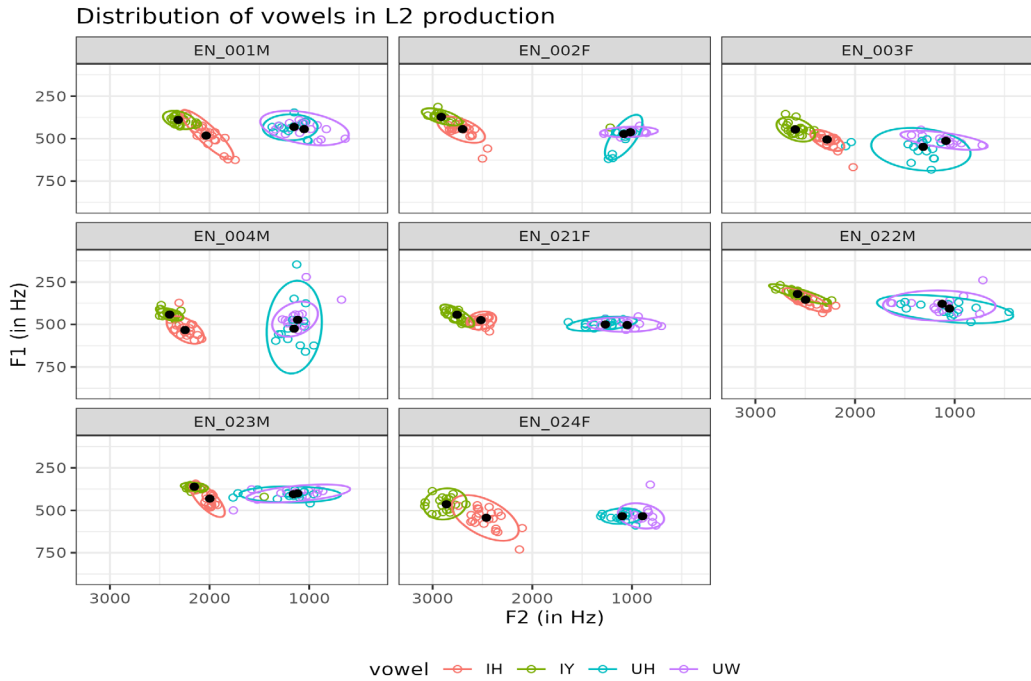 Distribution of vowels in L2 production
EN_001M EN_002F EN_003F
250
500
750
EN_004M EN_021F EN_022M
250
500
750
F1 (in Hz)
3000 2000 1000
EN_023M EN_024F
250
500
750
3000 2000 1000 3000 2000 1000
F2 (in Hz)
vowel IH IY UH UW